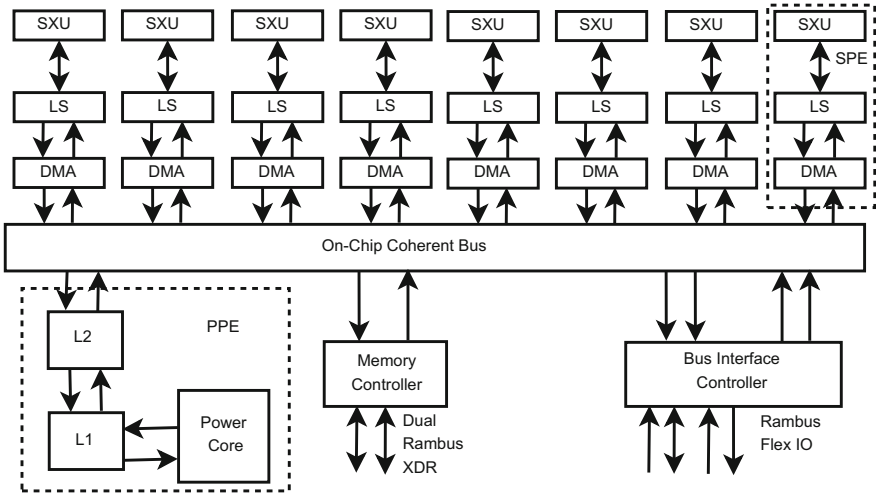 SXU SXU SXU SXU SXU SXU SXU SXU
SPE
LS LS LS LS LS LS LS LS
DMA DMA DMA DMA DMA DMA DMA DMA
On-Chip Coherent Bus
PPE
L2
L1
Power
Core
Memory
Controller
Dual
Rambus
XDR
Bus Interface
Controller
Rambus
Flex IO